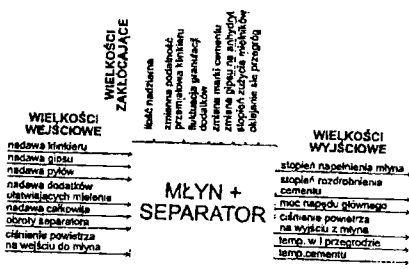 WIELKOŚCI
ZAKŁÓCAJĄCE
ilość nadziarna
zmienna podatność
przemiałowa klinkieru
fluktuacja granulacji
dodatków
zmiana marki cementu
zmiana gipsu na anhydryt
stopień zużycia mielników
oklejanie się przegród
WIELKOŚCI
WEJŚCIOWE
nadawa klinkieru
nadawa gipsu
nadawa pyłów
nadawa dodatków
ułatwiających mielenie
nadawa całkowita
obroty separatora
ciśnienie powietrza
na wejściu do młyna
MŁYN +
SEPARATOR
WIELKOŚCI
WYJŚCIOWE
stopień napełnienia młyna
stopień rozdrobnienia
cementu
moc napędu głównego
ciśnienie powietrza
na wyjściu z młyna
temp. w I przegrodzie
temp.cementu